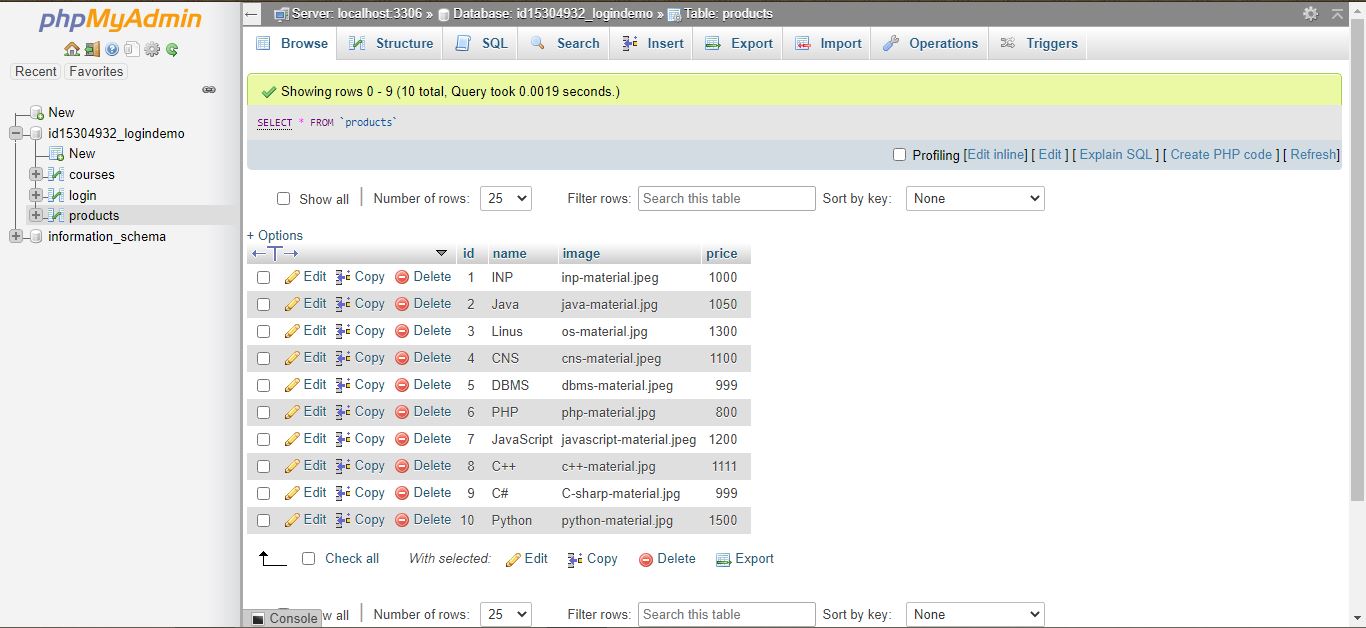 phpMyAdmin
Recent Favorites
New
id15304932_logindemo
New
courses
login
products
information_schema
Server: localhost:3306 » Database: id15304932_logindemo » Table: products
Browse Structure SQL Search Insert Export Import Operations Triggers
Showing rows 0 - 9 (10 total, Query took 0.0019 seconds.)
SELECT * FROM `products`
Profiling [Edit inline] [ Edit ] [ Explain SQL ] [ Create PHP code ] [ Refresh]
Show all Number of rows: 25 Filter rows: Search this table Sort by key: None
+ Options
←T→ id name image price
Edit Copy Delete 1 INP inp-material.jpeg 1000
Edit Copy Delete 2 Java java-material.jpg 1050
Edit Copy Delete 3 Linus os-material.jpg 1300
Edit Copy Delete 4 CNS cns-material.jpeg 1100
Edit Copy Delete 5 DBMS dbms-material.jpeg 999
Edit Copy Delete 6 PHP php-material.jpg 800
Edit Copy Delete 7 JavaScript javascript-material.jpeg 1200
Edit Copy Delete 8 C++ c++-material.jpg 1111
Edit Copy Delete 9 C# C-sharp-material.jpg 999
Edit Copy Delete 10 Python python-material.jpg 1500
Check all With selected: Edit Copy Delete Export
w all Number of rows: 25 Filter rows: Search this table Sort by key: None
Console